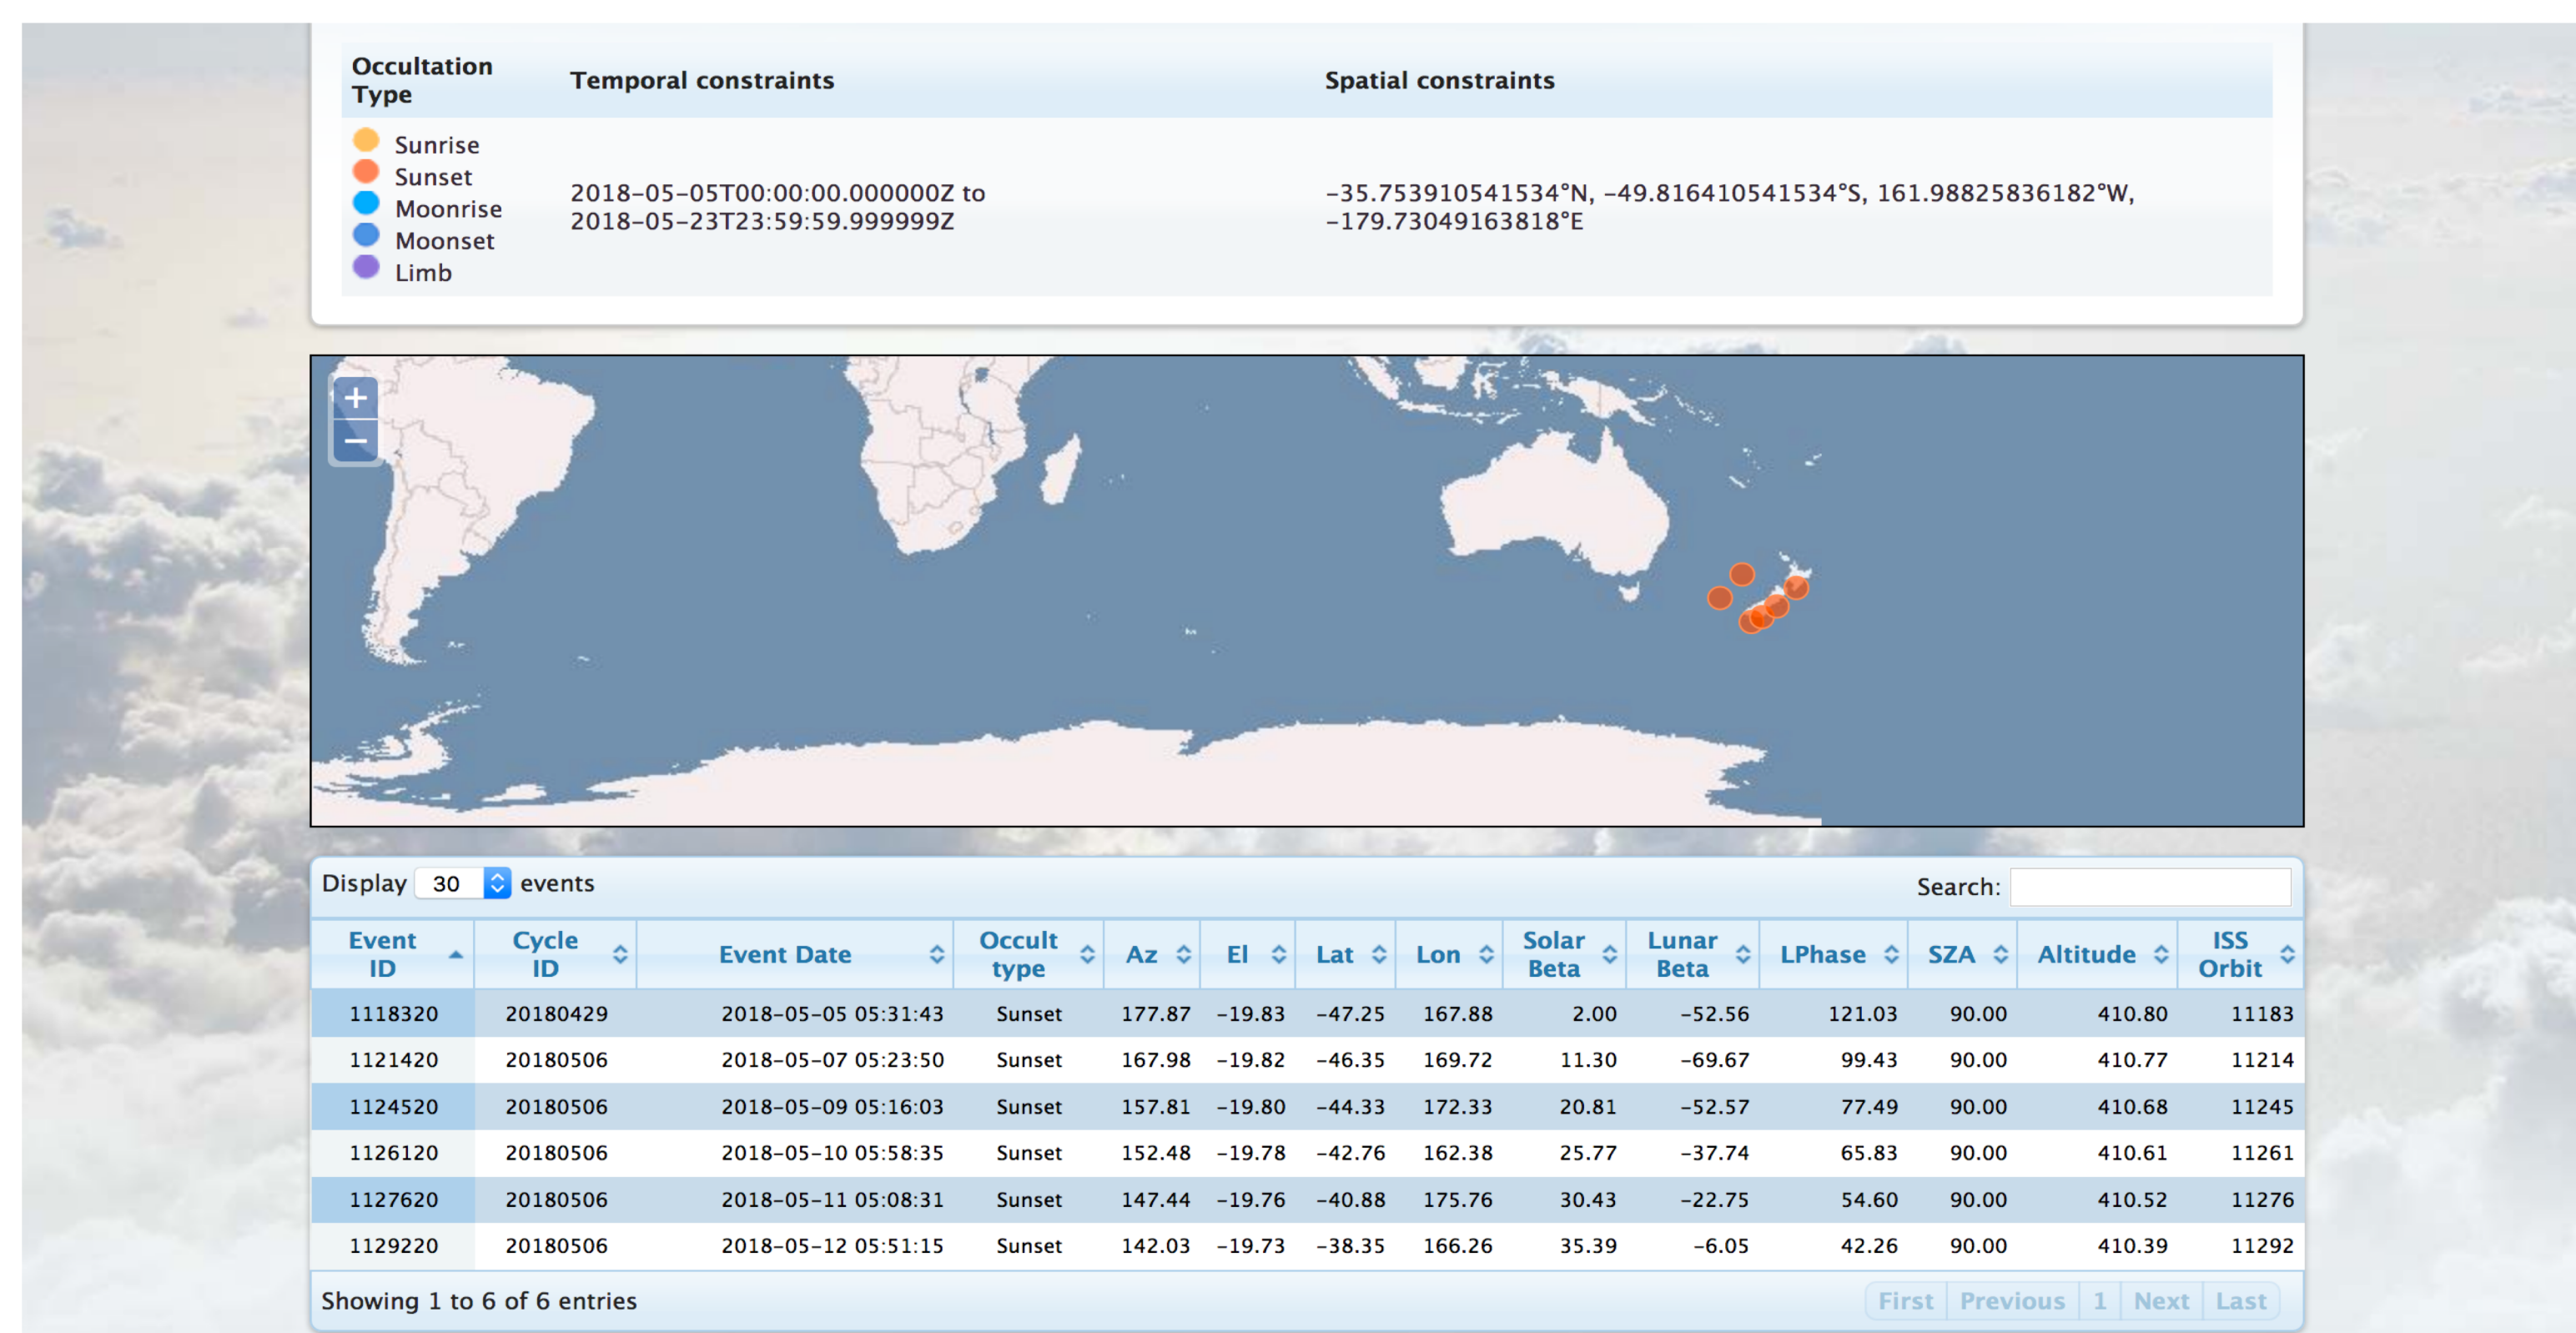 Occultation Type Temporal constraints Spatial constraints
Sunrise
Sunset
Moonrise
Moonset
Limb
2018-05-05T00:00:00.000000Z to
2018-05-23T23:59:59.999999Z
-35.753910541534°N, -49.816410541534°S, 161.98825836182°W,
-179.73049163818°E
+
−
Display 30 events Search:
Event ID Cycle ID Event Date Occult type Az El Lat Lon Solar Beta Lunar Beta LPhase SZA Altitude ISS Orbit
1118320 20180429 2018-05-05 05:31:43 Sunset 177.87 -19.83 -47.25 167.88 2.00 -52.56 121.03 90.00 410.80 11183
1121420 20180506 2018-05-07 05:23:50 Sunset 167.98 -19.82 -46.35 169.72 11.30 -69.67 99.43 90.00 410.77 11214
1124520 20180506 2018-05-09 05:16:03 Sunset 157.81 -19.80 -44.33 172.33 20.81 -52.57 77.49 90.00 410.68 11245
1126120 20180506 2018-05-10 05:58:35 Sunset 152.48 -19.78 -42.76 162.38 25.77 -37.74 65.83 90.00 410.61 11261
1127620 20180506 2018-05-11 05:08:31 Sunset 147.44 -19.76 -40.88 175.76 30.43 -22.75 54.60 90.00 410.52 11276
1129220 20180506 2018-05-12 05:51:15 Sunset 142.03 -19.73 -38.35 166.26 35.39 -6.05 42.26 90.00 410.39 11292
Showing 1 to 6 of 6 entries First Previous 1 Next Last